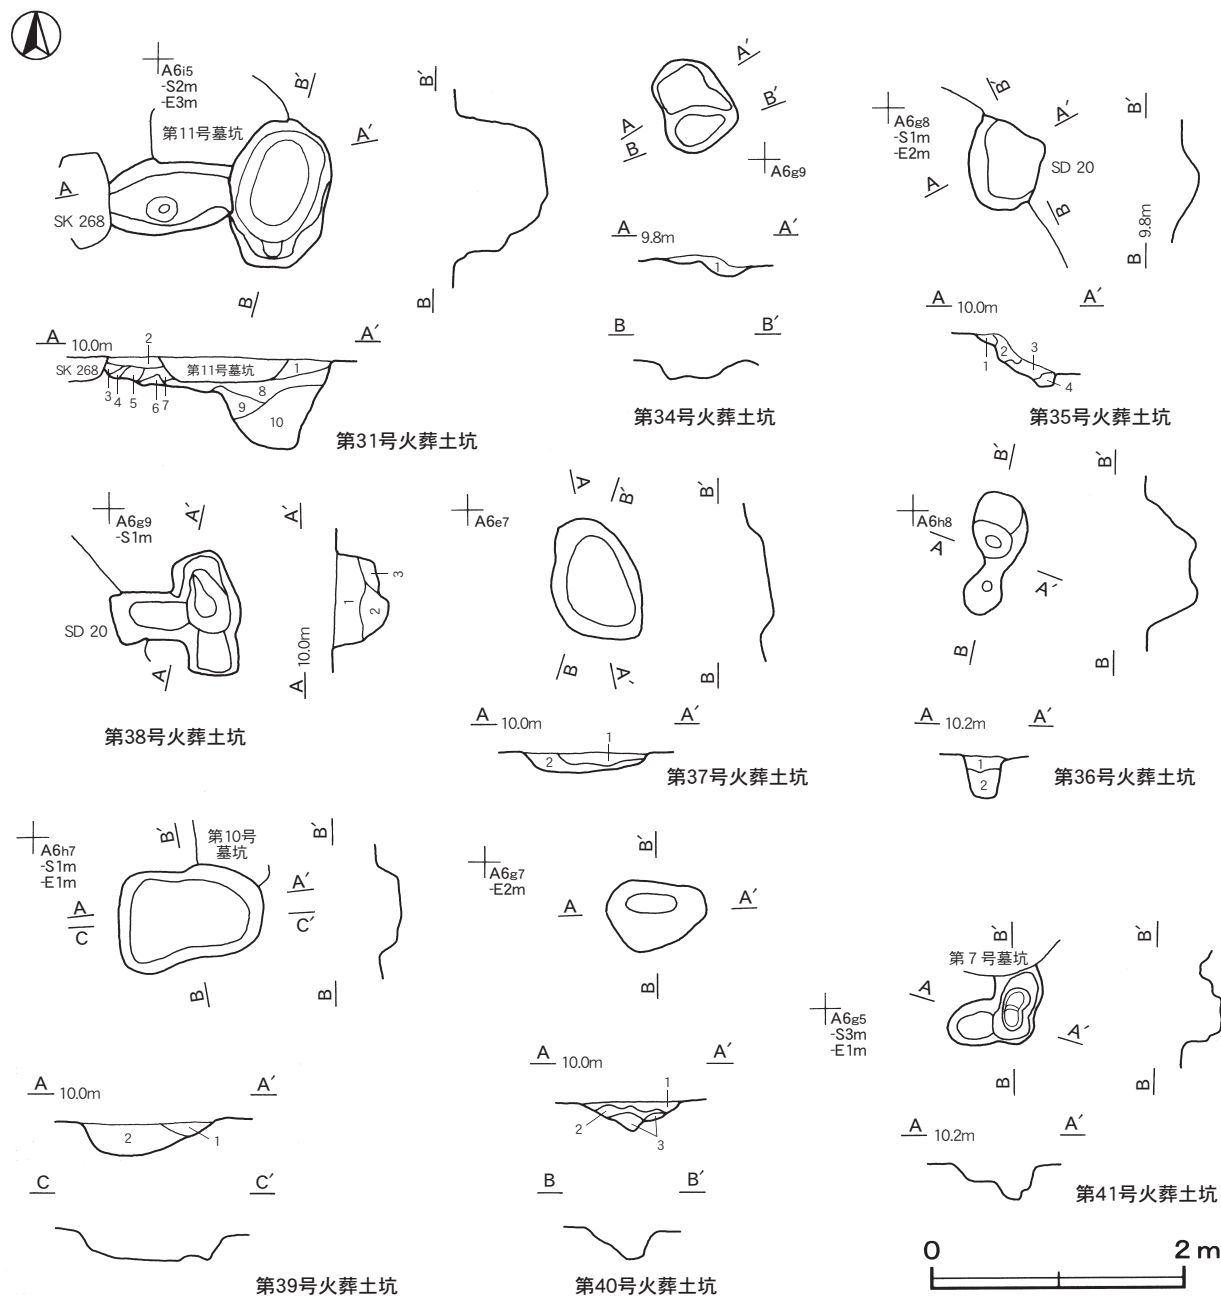 A6i5
-S2m
-E3m
第11号墓坑
SK 268
A
A′
B
B′
B′
B
A 10.0m A′
SK 268
第11号墓坑
1
2
3
4
5
6
7
8
9
10
第31号火葬土坑
A′
B′
A
B
A6g9
A 9.8m A′
1
B B′
第34号火葬土坑
A6g8
-S1m
-E2m
B′
A′
A
B
SD 20
B′
B 9.8m
A 10.0m A′
1
2
3
4
第35号火葬土坑
A6g9
-S1m
A′
A
SD 20
A′
A 10.0m
1
2
3
第38号火葬土坑
A6e7
A
B′
B
A′
B′
B
A 10.0m A′
1
2
第37号火葬土坑
A6h8
B′
A
A′
B
B′
B
A 10.2m A′
1
2
第36号火葬土坑
A6h7
-S1m
-E1m
B′
第10号
墓坑
A
C
A′
C′
B
B′
B
A 10.0m A′
2
1
C C′
第39号火葬土坑
A6g7
-E2m
B′
A A′
B
A 10.0m A′
1
2
3
B B′
第40号火葬土坑
B′
第7号墓坑
A
A6g5
-S3m
-E1m
A′
B
B′
B
A 10.2m A′
第41号火葬土坑
0 2 m